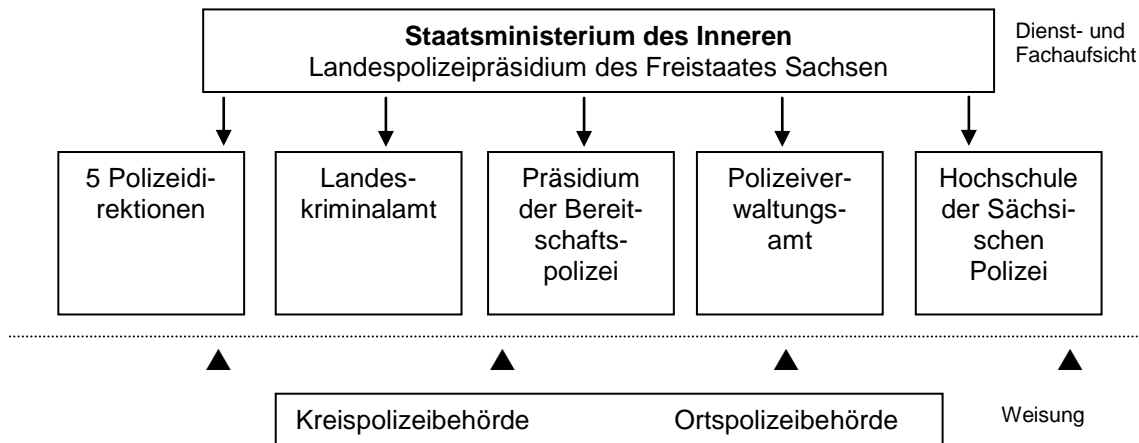 Staatsministerium des Inneren
Landespolizeipräsidium des Freistaates Sachsen
Dienst- und
Fachaufsicht
5 Polizeidi-
rektionen
Landes-
kriminalamt
Präsidium
der Bereit-
schafts-
polizei
Polizeiver-
waltungs-
amt
Hochschule
der Sächsi-
schen
Polizei
Kreispolizeibehörde Ortspolizeibehörde
Weisung